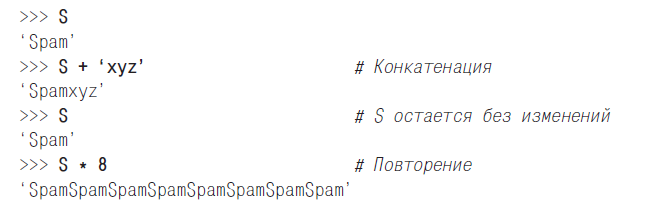 >>> S
‘Spam’
>>> S + ‘xyz’ # Конкатенация
‘Spamxyz’
>>> S # S остается без изменений
‘Spam’
>>> S * 8 # Повторение
‘SpamSpamSpamSpamSpamSpamSpamSpam’